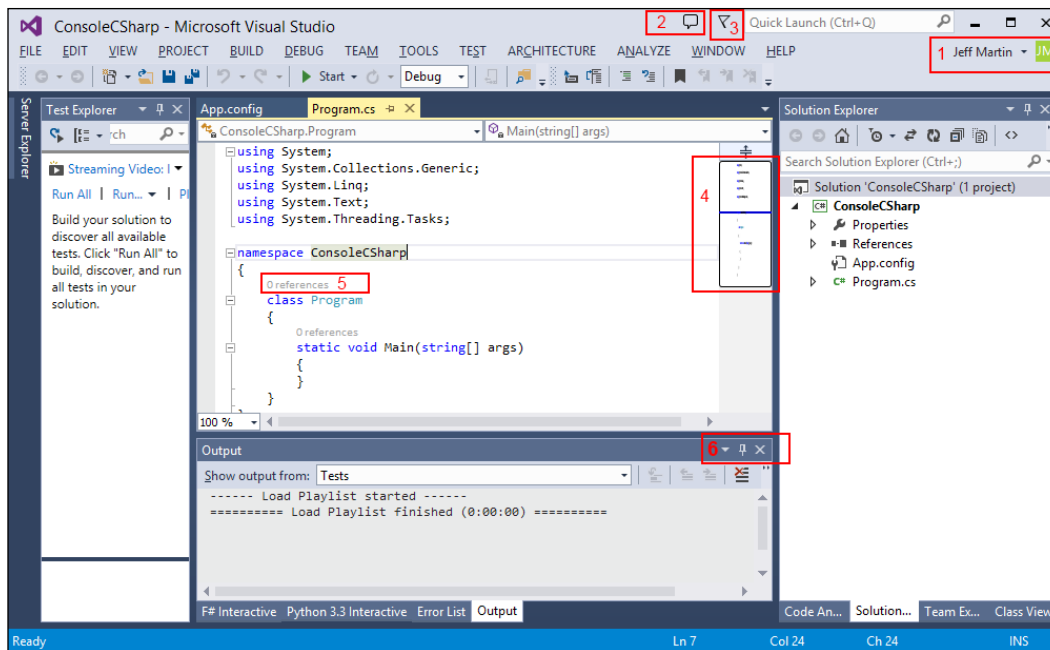 ConsoleCSharp - Microsoft Visual Studio
2
3
Quick Launch (Ctrl+Q)
FILE EDIT VIEW PROJECT BUILD DEBUG TEAM TOOLS TEST ARCHITECTURE ANALYZE WINDOW HELP
1 Jeff Martin JM
Start Debug
Server Explorer
Test Explorer
App.config Program.cs
Solution Explorer
rch
ConsoleCSharp.Program Main(string[] args)
Search Solution Explorer (Ctrl+;)
Streaming Video: I
Run All | Run... | Pl
Build your solution to
discover all available
tests. Click "Run All" to
build, discover, and run
all tests in your
solution.
using System;
using System.Collections.Generic;
using System.Linq;
using System.Text;
using System.Threading.Tasks;
namespace ConsoleCSharp
{
0 references 5
class Program
{
0 references
static void Main(string[] args)
{
}
}
4
100 %
Solution 'ConsoleCSharp' (1 project)
C# ConsoleCSharp
Properties
References
App.config
C# Program.cs
Output
6
Show output from: Tests
------ Load Playlist started ------
========== Load Playlist finished (0:00:00) ==========
F# Interactive Python 3.3 Interactive Error List Output
Code An... Solution... Team Ex... Class View
Ready Ln 7 Col 24 Ch 24 INS